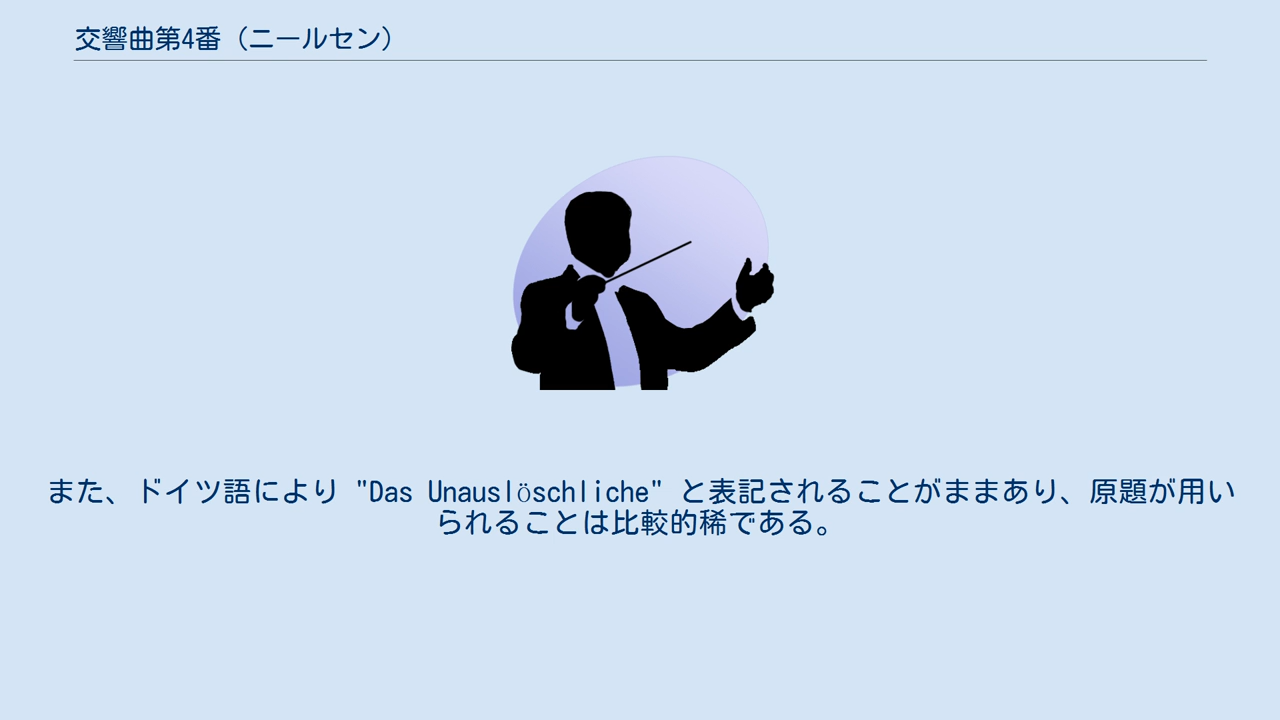 交響曲第4番（ニールセン）
また、ドイツ語により "Das Unauslöschliche" と表記されることがままあり、原題が用い
られることは比較的稀である。